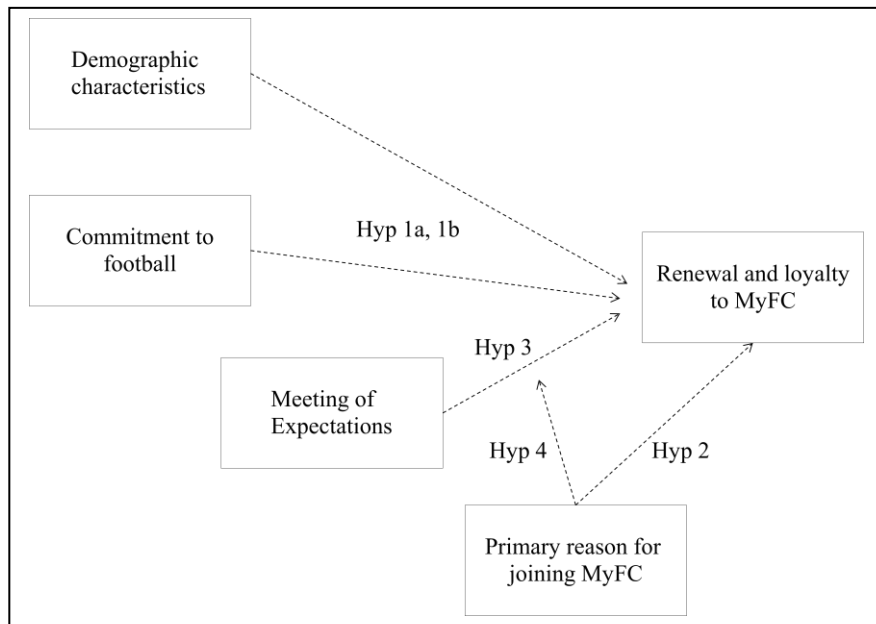 Demographic
characteristics
Commitment to
football
Hyp 1a, 1b
Renewal and loyalty
to MyFC
Hyp 3
Meeting of
Expectations
Hyp 4
Hyp 2
Primary reason for
joining MyFC